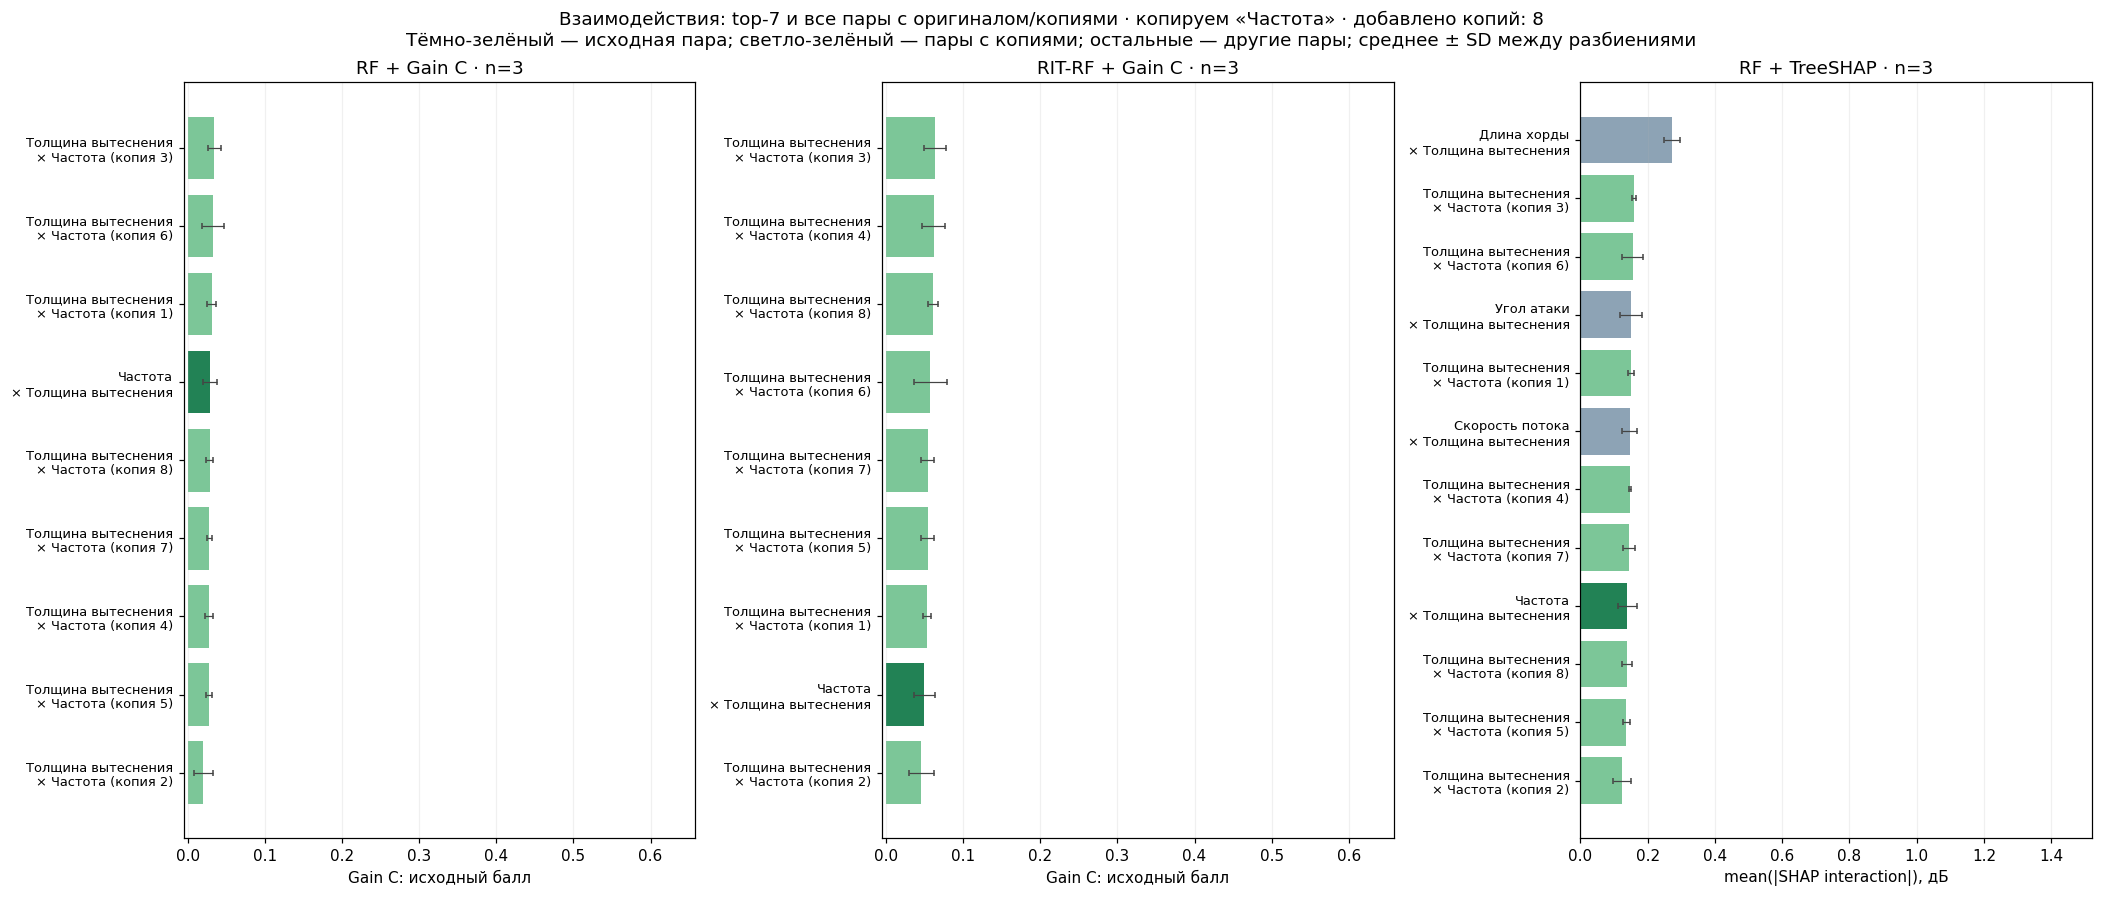 Взаимодействия: top-7 и все пары с оригиналом/копиями · копируем «Частота» · добавлено копий: 8
Тёмно-зелёный — исходная пара; светло-зелёный — пары с копиями; остальные — другие пары; среднее ± SD между разбиениями
RF + Gain C · n=3
Толщина вытеснения
× Частота (копия 3)
Толщина вытеснения
× Частота (копия 6)
Толщина вытеснения
× Частота (копия 1)
Частота
× Толщина вытеснения
Толщина вытеснения
× Частота (копия 8)
Толщина вытеснения
× Частота (копия 7)
Толщина вытеснения
× Частота (копия 4)
Толщина вытеснения
× Частота (копия 5)
Толщина вытеснения
× Частота (копия 2)
0.0 0.1 0.2 0.3 0.4 0.5 0.6
Gain C: исходный балл
RIT-RF + Gain C · n=3
Толщина вытеснения
× Частота (копия 3)
Толщина вытеснения
× Частота (копия 4)
Толщина вытеснения
× Частота (копия 8)
Толщина вытеснения
× Частота (копия 6)
Толщина вытеснения
× Частота (копия 7)
Толщина вытеснения
× Частота (копия 5)
Толщина вытеснения
× Частота (копия 1)
Частота
× Толщина вытеснения
Толщина вытеснения
× Частота (копия 2)
0.0 0.1 0.2 0.3 0.4 0.5 0.6
Gain C: исходный балл
RF + TreeSHAP · n=3
Длина хорды
× Толщина вытеснения
Толщина вытеснения
× Частота (копия 3)
Толщина вытеснения
× Частота (копия 6)
Угол атаки
× Толщина вытеснения
Толщина вытеснения
× Частота (копия 1)
Скорость потока
× Толщина вытеснения
Толщина вытеснения
× Частота (копия 4)
Толщина вытеснения
× Частота (копия 7)
Частота
× Толщина вытеснения
Толщина вытеснения
× Частота (копия 8)
Толщина вытеснения
× Частота (копия 5)
Толщина вытеснения
× Частота (копия 2)
0.0 0.2 0.4 0.6 0.8 1.0 1.2 1.4
mean(|SHAP interaction|), дБ